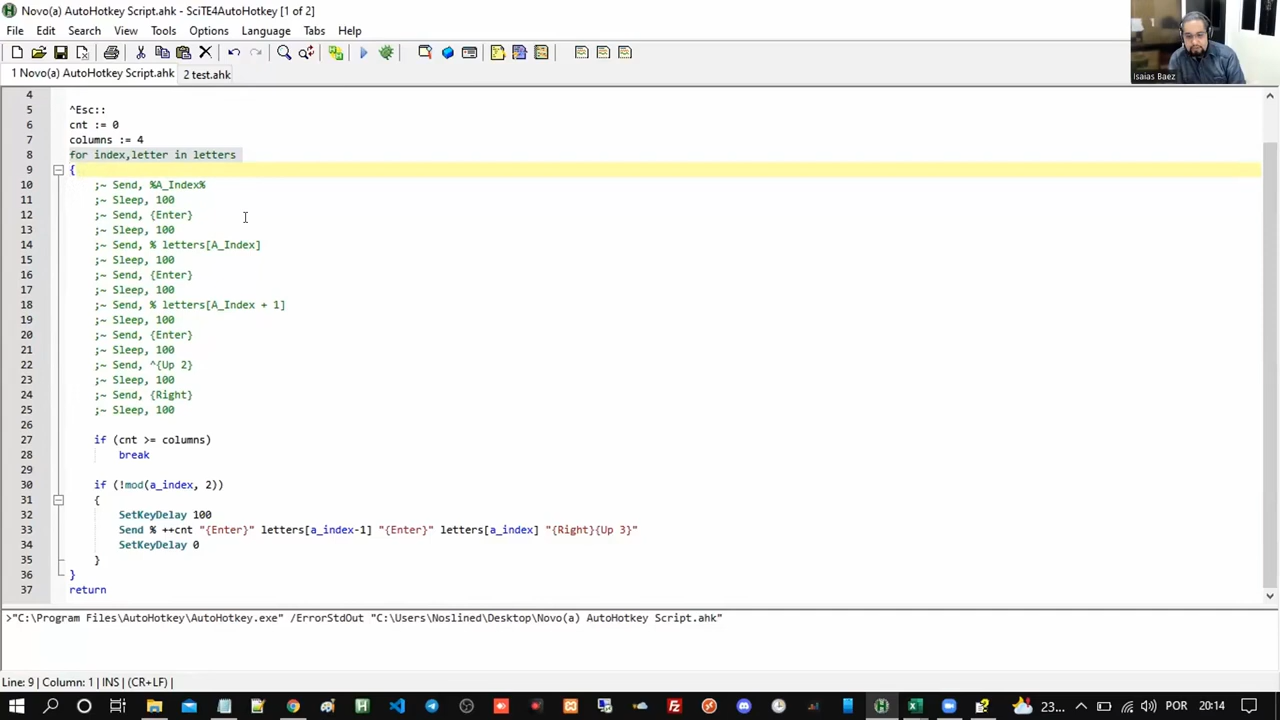 Novo(a) AutoHotkey Script.ahk - SciTE4AutoHotkey [1 of 2]
File Edit Search View Tools Options Language Tabs Help
1 Novo(a) AutoHotkey Script.ahk 2 test.ahk
Isaias Baez
4
5 ^Esc::
6 cnt := 0
7 columns := 4
8 for index,letter in letters
9 {
10 ;~ Send, %A_Index%
11 ;~ Sleep, 100
12 ;~ Send, {Enter}
13 ;~ Sleep, 100
14 ;~ Send, % letters[A_Index]
15 ;~ Sleep, 100
16 ;~ Send, {Enter}
17 ;~ Sleep, 100
18 ;~ Send, % letters[A_Index + 1]
19 ;~ Sleep, 100
20 ;~ Send, {Enter}
21 ;~ Sleep, 100
22 ;~ Send, ^{Up 2}
23 ;~ Sleep, 100
24 ;~ Send, {Right}
25 ;~ Sleep, 100
26
27 if (cnt >= columns)
28 break
29
30 if (!mod(a_index, 2))
31 {
32 SetKeyDelay 100
33 Send % ++cnt "{Enter}" letters[a_index-1] "{Enter}" letters[a_index] "{Right}{Up 3}"
34 SetKeyDelay 0
35 }
36 }
37 return
>"C:\Program Files\AutoHotkey\AutoHotkey.exe" /ErrorStdOut "C:\Users\Noslined\Desktop\Novo(a) AutoHotkey Script.ahk"
Line: 9 | Column: 1 | INS | (CR+LF) |
23... POR 20:14